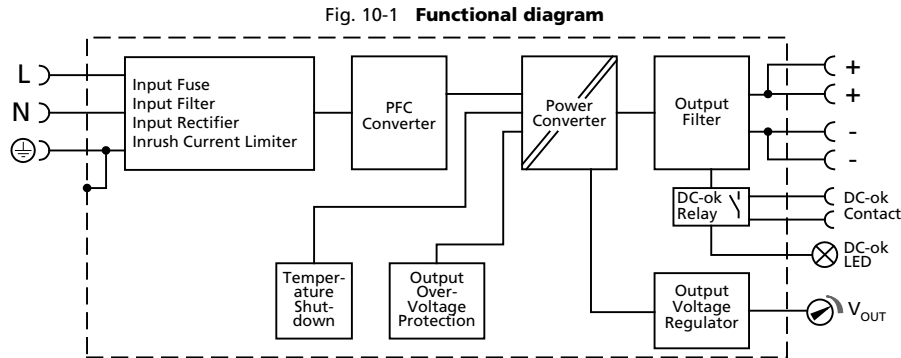 Fig. 10-1 Functional diagram
L
N
Input Fuse
Input Filter
Input Rectifier
Inrush Current Limiter
PFC
Converter
Power
Converter
Output
Filter
+
+
-
-
DC-ok
Relay
DC-ok
Contact
DC-ok
LED
Temper-
ature
Shut-
down
Output
Over-
Voltage
Protection
Output
Voltage
Regulator
VOUT